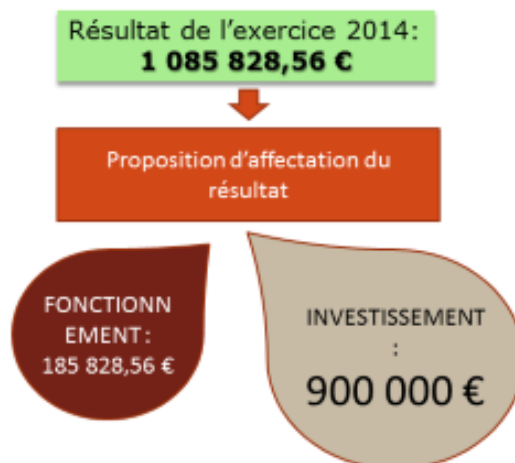 Résultat de l’exercice 2014:
1 085 828,56 €
Proposition d’affectation du
résultat
FONCTIONN
EMENT:
185 828,56 €
INVESTISSEMENT
:
900 000 €